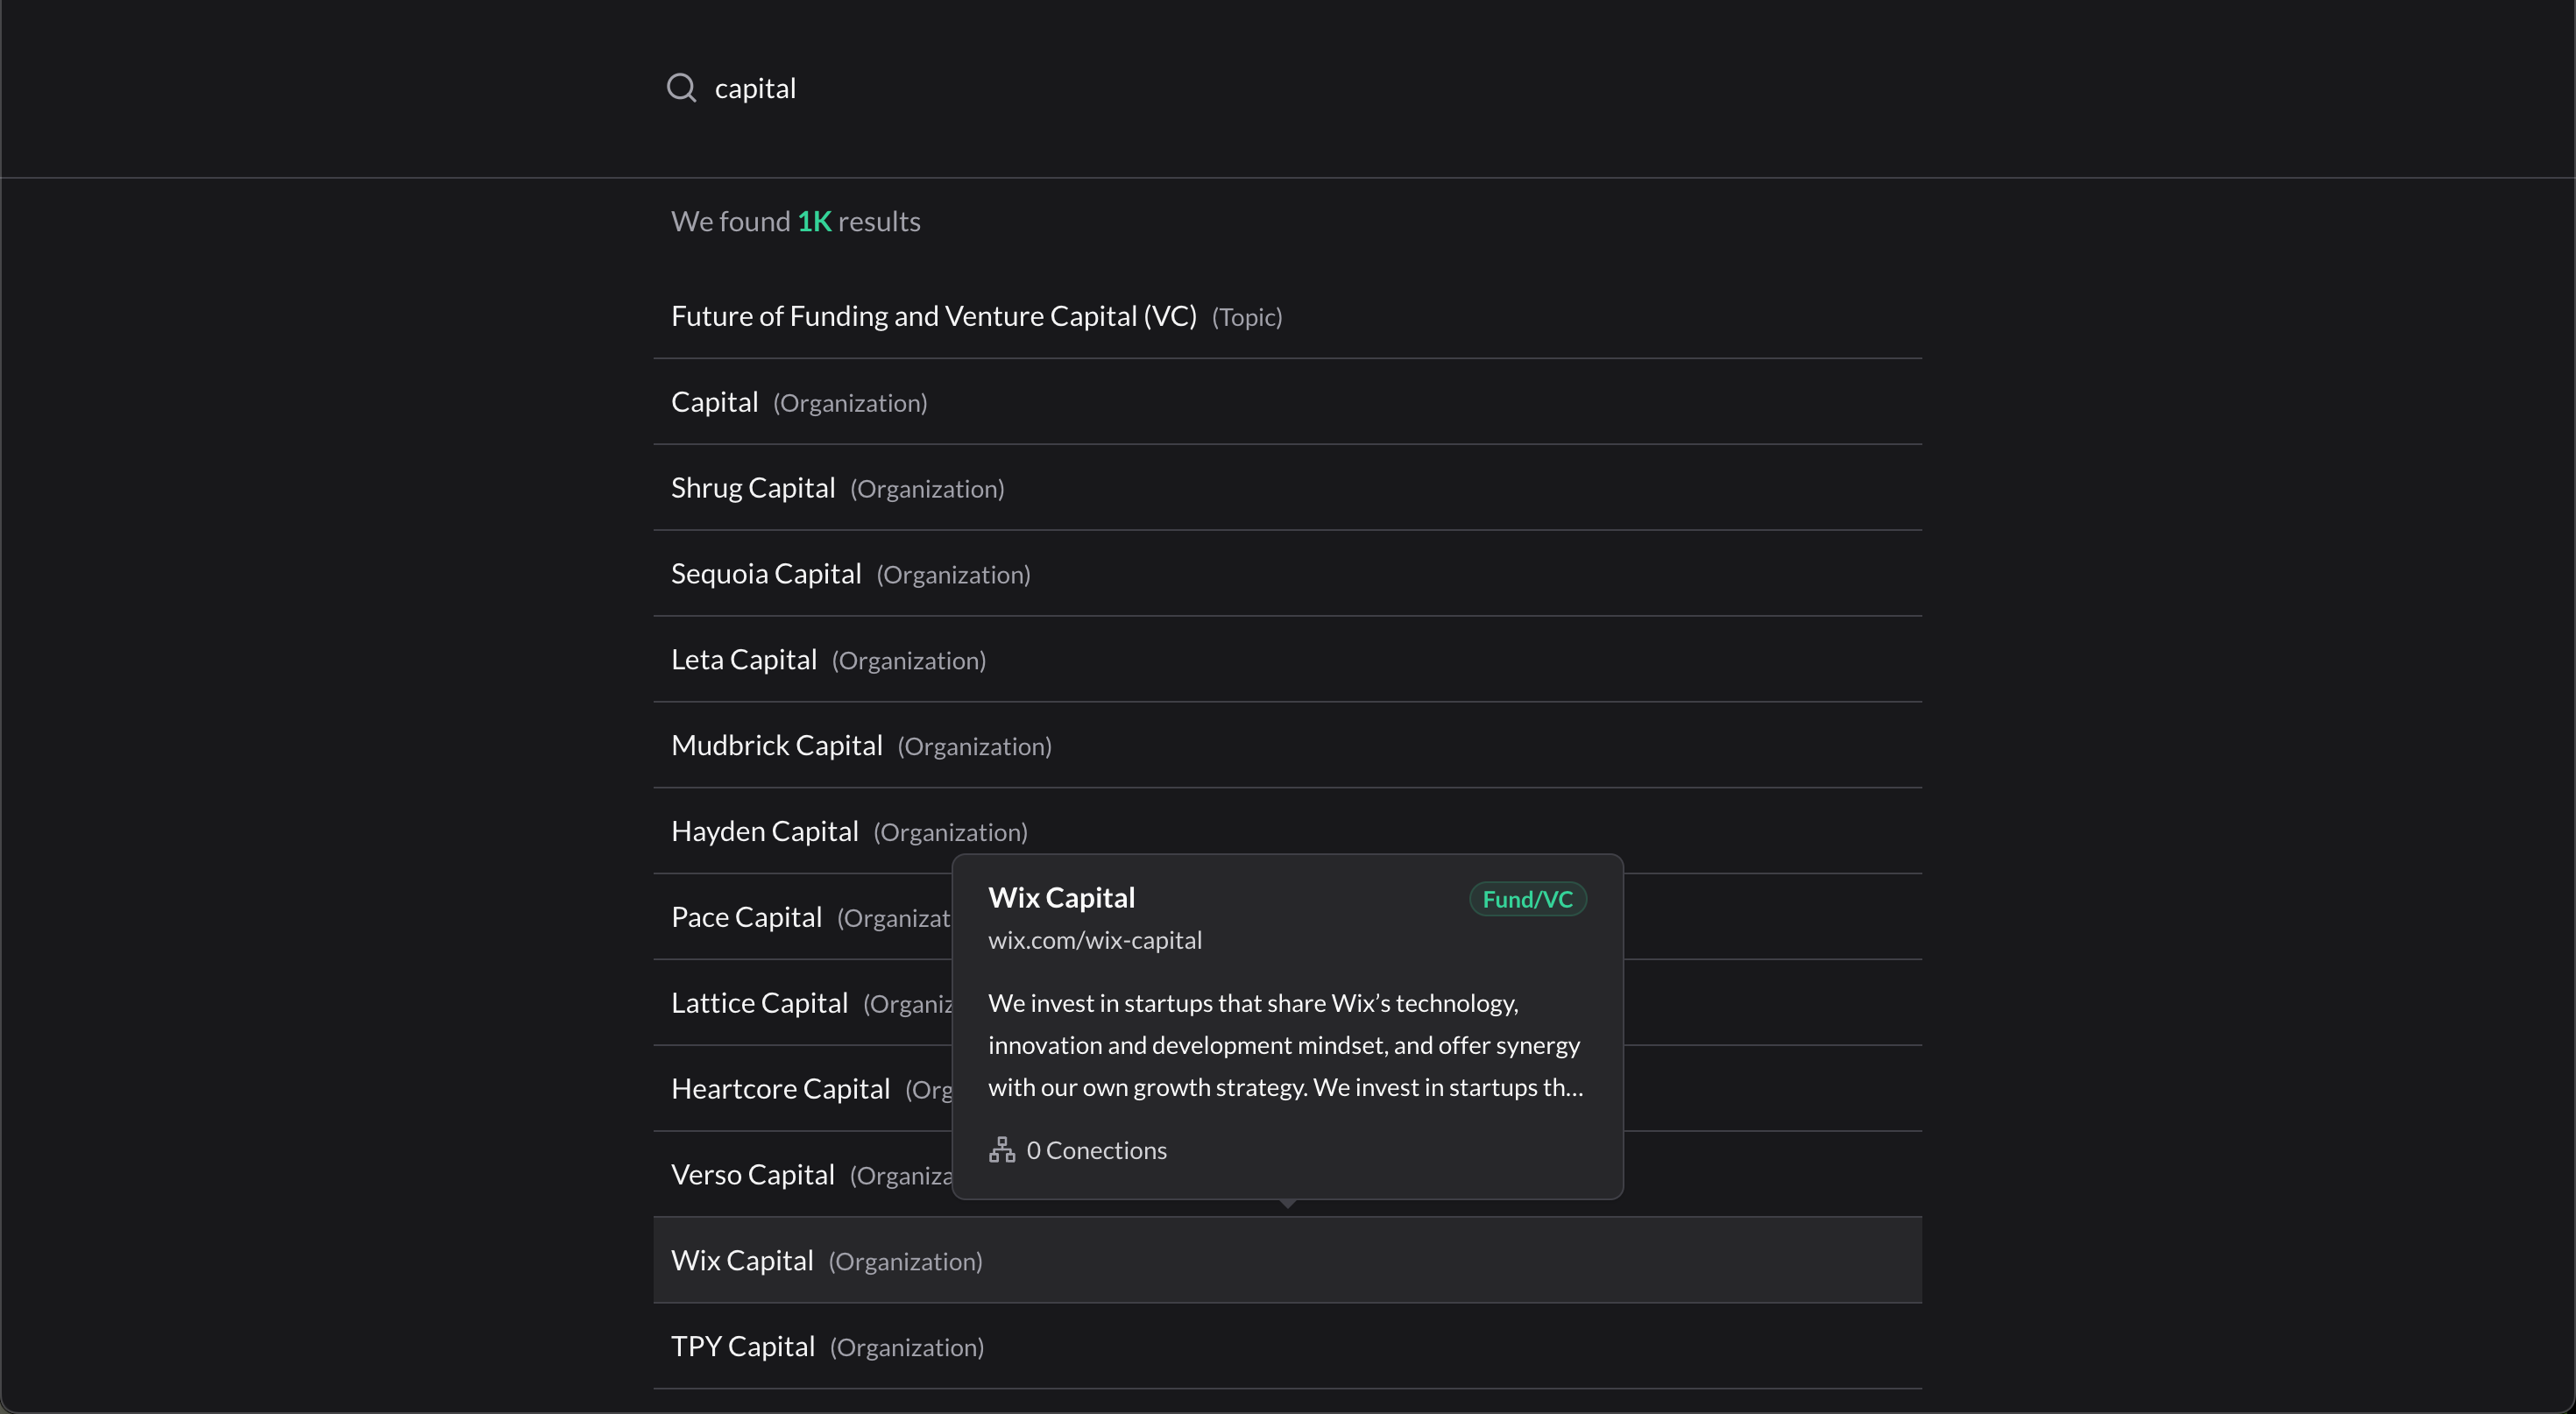 capital
We found 1K results
Future of Funding and Venture Capital (VC) (Topic)
Capital (Organization)
Shrug Capital (Organization)
Sequoia Capital (Organization)
Leta Capital (Organization)
Mudbrick Capital (Organization)
Hayden Capital (Organization)
Pace Capital (Organizat
Lattice Capital (Organiz
Heartcore Capital (Org
Verso Capital (Organiza
Wix Capital Fund/VC
wix.com/wix-capital
We invest in startups that share Wix’s technology,
innovation and development mindset, and offer synergy
with our own growth strategy. We invest in startups th...
0 Conections
Wix Capital (Organization)
TPY Capital (Organization)